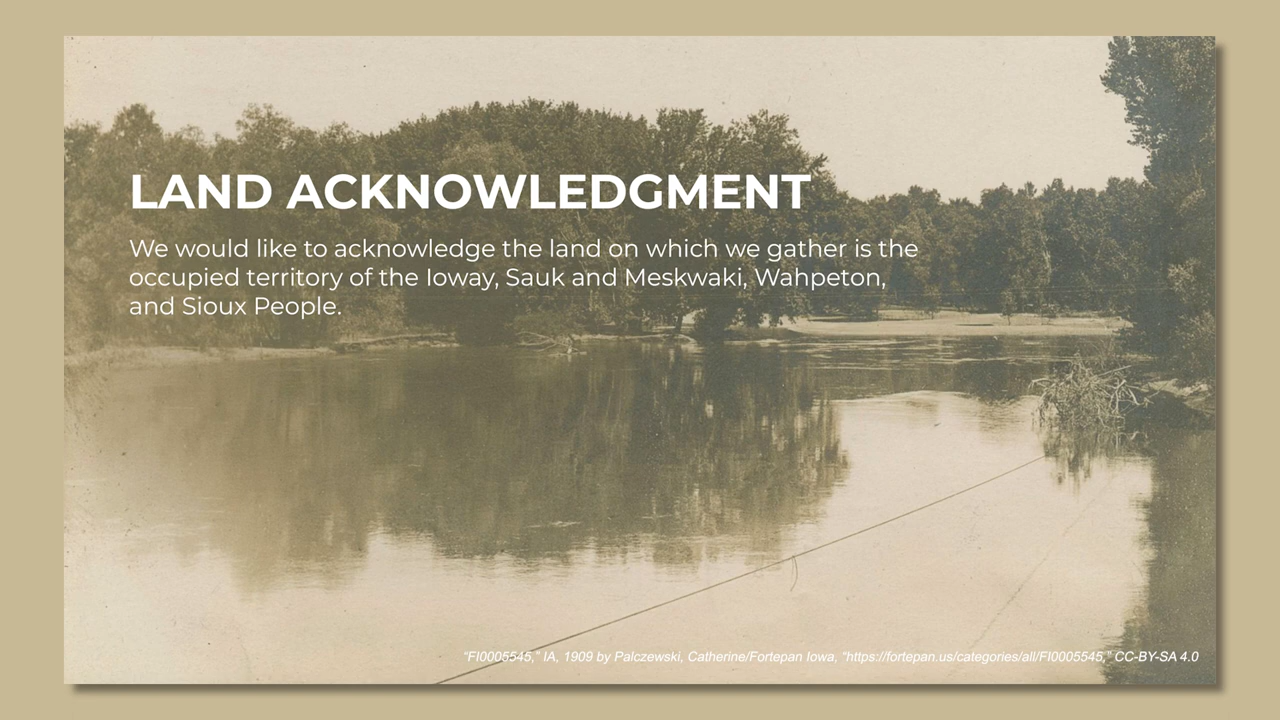 LAND ACKNOWLEDGMENT
We would like to acknowledge the land on which we gather is the
occupied territory of the Ioway, Sauk and Meskwaki, Wahpeton,
and Sioux People.
“FI0005545,” IA, 1909 by Palczewski, Catherine/Fortepan Iowa, “https://fortepan.us/categories/all/FI0005545,” CC-BY-SA 4.0